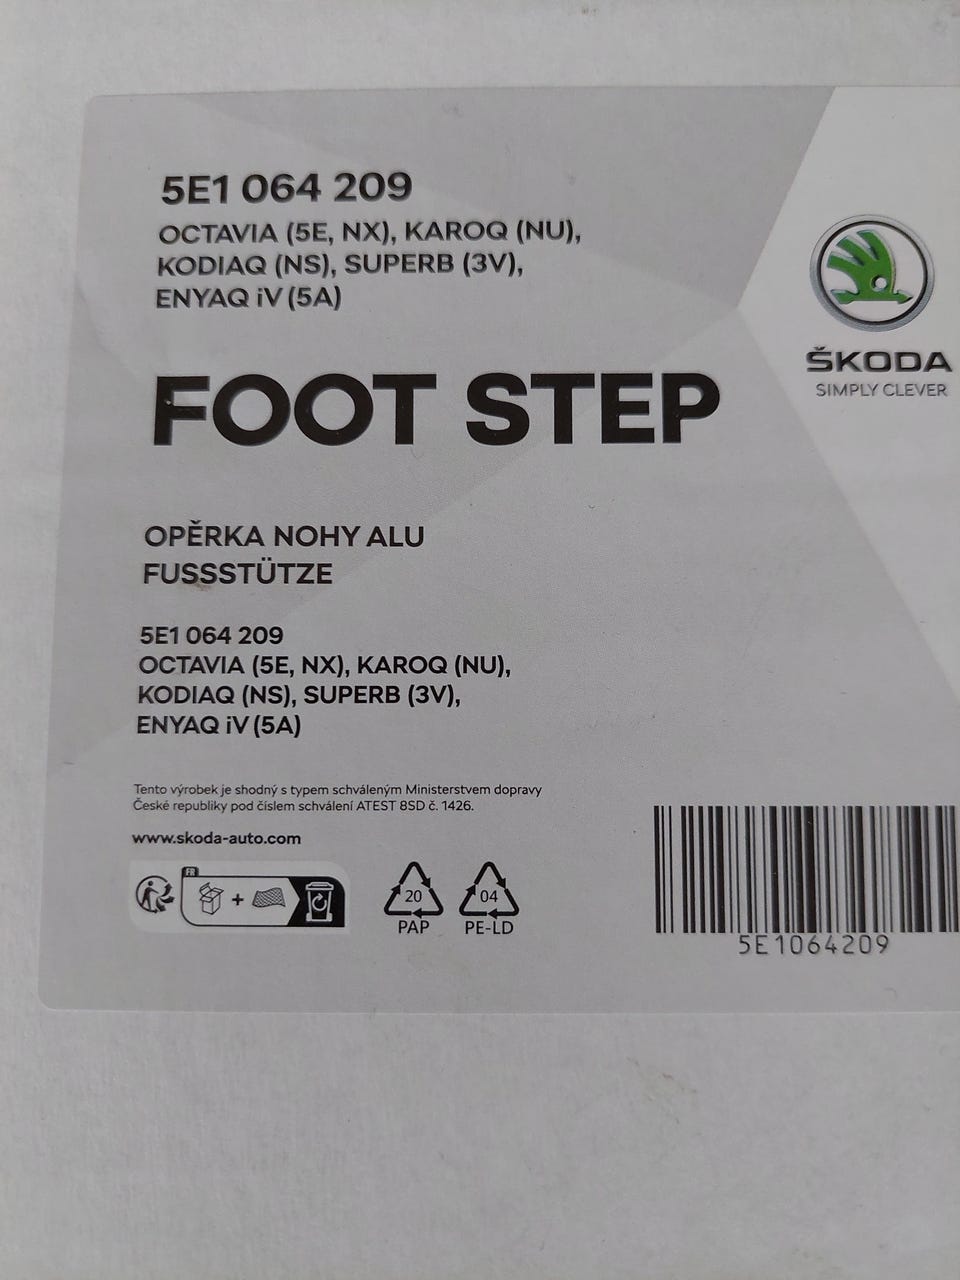 5E1 064 209
OCTAVIA (5E, NX), KAROQ (NU),
KODIAQ (NS), SUPERB (3V),
ENYAQ iV (5A)
ŠKODA
SIMPLY CLEVER
FOOT STEP
OPĚRKA NOHY ALU
FUSSSTÜTZE
5E1 064 209
OCTAVIA (5E, NX), KAROQ (NU),
KODIAQ (NS), SUPERB (3V),
ENYAQ iV (5A)
Tento výrobek je shodný s typem schváleným Ministerstvem dopravy
České republiky pod číslem schválení ATEST 8SD č. 1426.
www.skoda-auto.com
FR
+
20
PAP
04
PE-LD
5E1064209